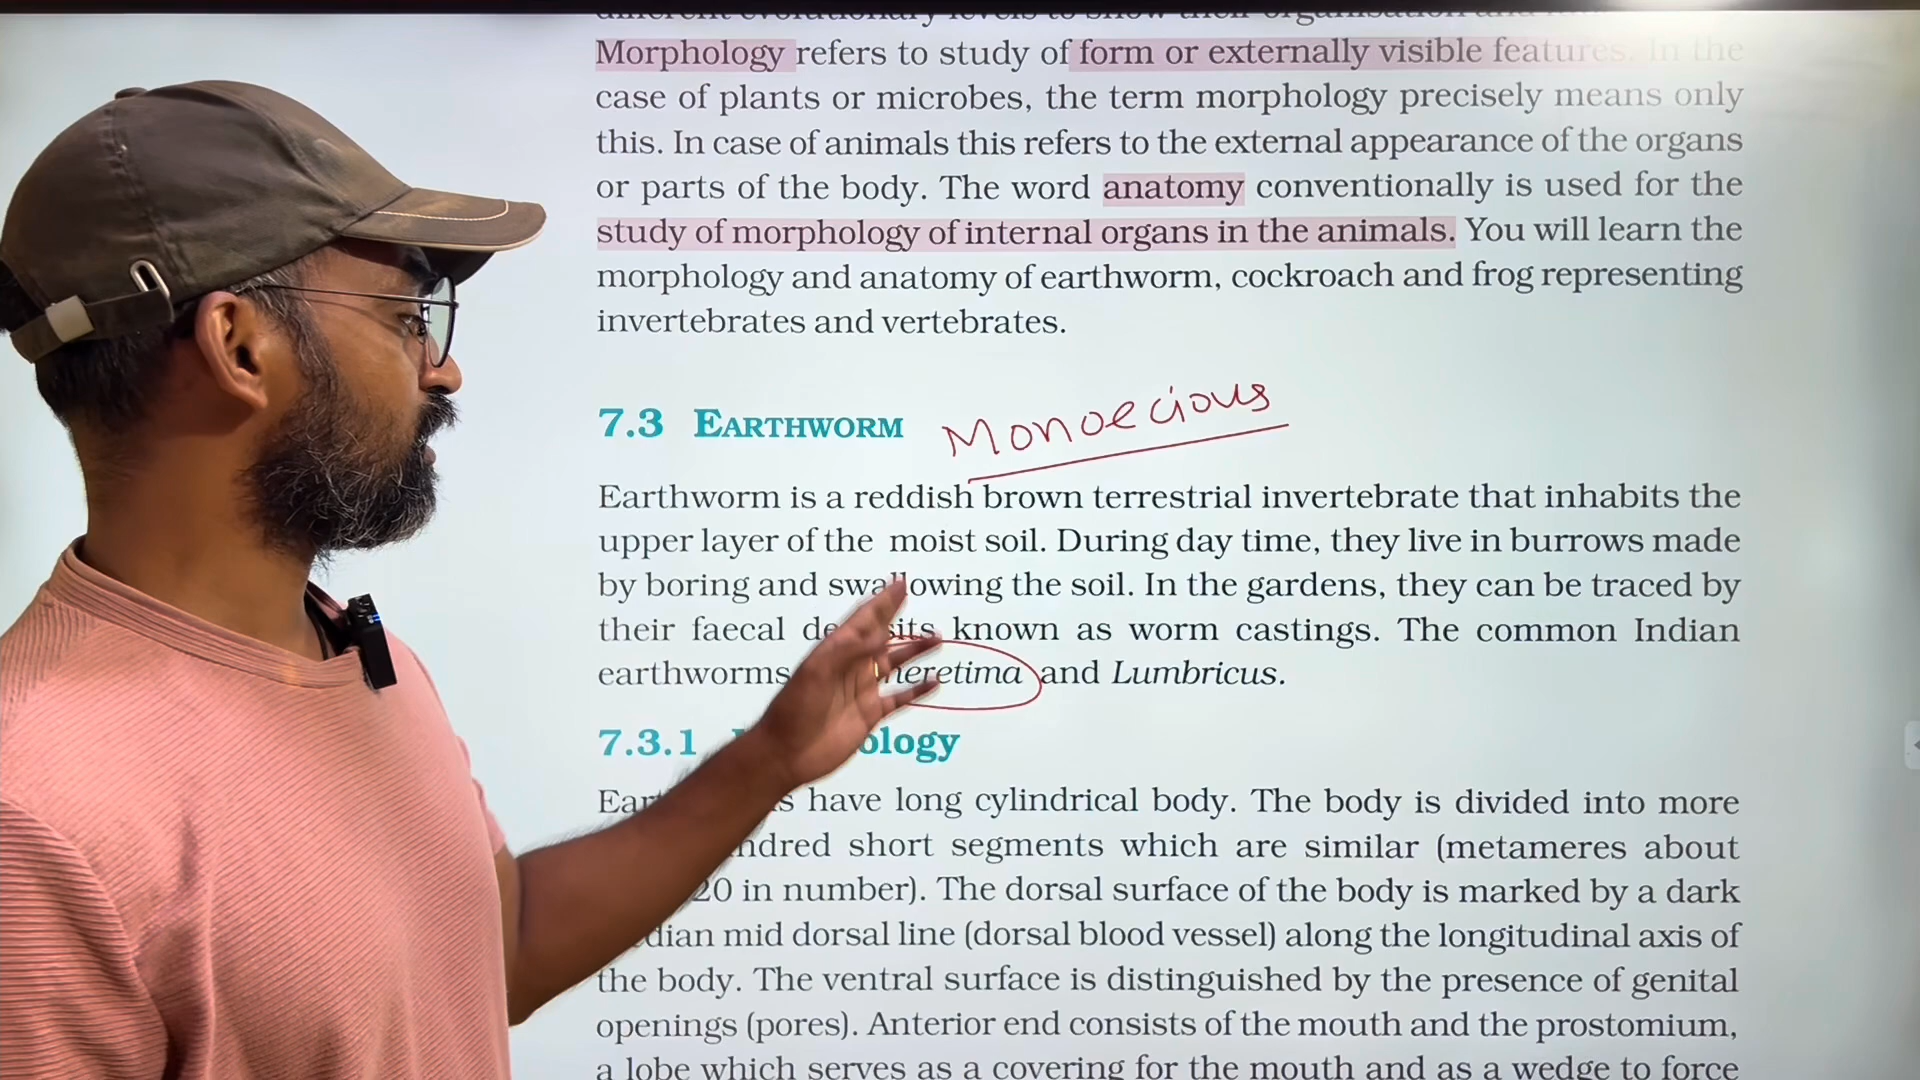 Morphology refers to study of form or externally visible features. In the
case of plants or microbes, the term morphology precisely means only
this. In case of animals this refers to the external appearance of the organs
or parts of the body. The word anatomy conventionally is used for the
study of morphology of internal organs in the animals. You will learn the
morphology and anatomy of earthworm, cockroach and frog representing
invertebrates and vertebrates.
7.3 EARTHWORM Monoecious
Earthworm is a reddish brown terrestrial invertebrate that inhabits the
upper layer of the moist soil. During day time, they live in burrows made
by boring and swallowing the soil. In the gardens, they can be traced by
their faecal known as worm castings. The common Indian
earthworms and Lumbricus.
7.3.1
have long cylindrical body. The body is divided into more
short segments which are similar (metameres about
in number). The dorsal surface of the body is marked by a dark
mid dorsal line (dorsal blood vessel) along the longitudinal axis of
the body. The ventral surface is distinguished by the presence of genital
openings (pores). Anterior end consists of the mouth and the prostomium,
a lobe which serves as a covering for the mouth and as a wedge to force